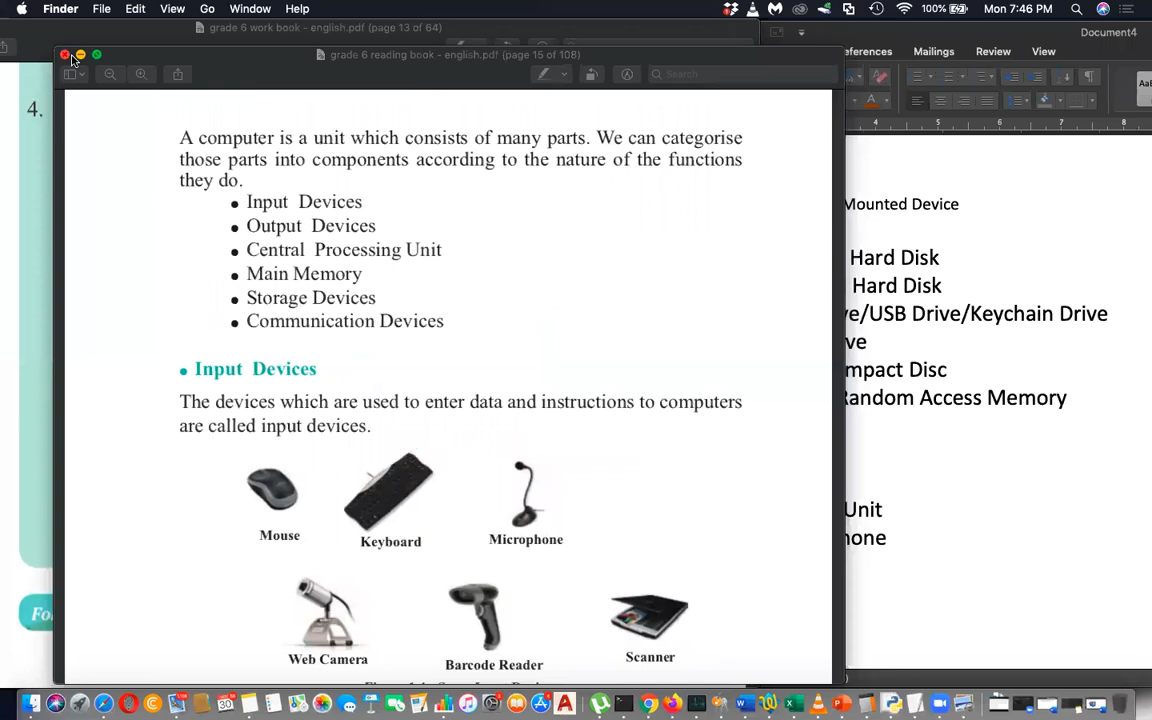 Finder File Edit View Go Window Help 100% Mon 7:46 PM
grade 6 work book - english.pdf (page 13 of 64)
Document4
grade 6 reading book - english.pdf (page 15 of 108)
Mailings Review View
Search
4 5 6 7 8
4.
A computer is a unit which consists of many parts. We can categorise
those parts into components according to the nature of the functions
they do.
• Input Devices
• Output Devices
• Central Processing Unit
• Main Memory
• Storage Devices
• Communication Devices
• Input Devices
The devices which are used to enter data and instructions to computers
are called input devices.
Mouse
Keyboard
Microphone
Web Camera
Barcode Reader
Scanner
Mounted Device
Hard Disk
Hard Disk
/USB Drive/Keychain Drive
Disc
Random Access Memory
Unit